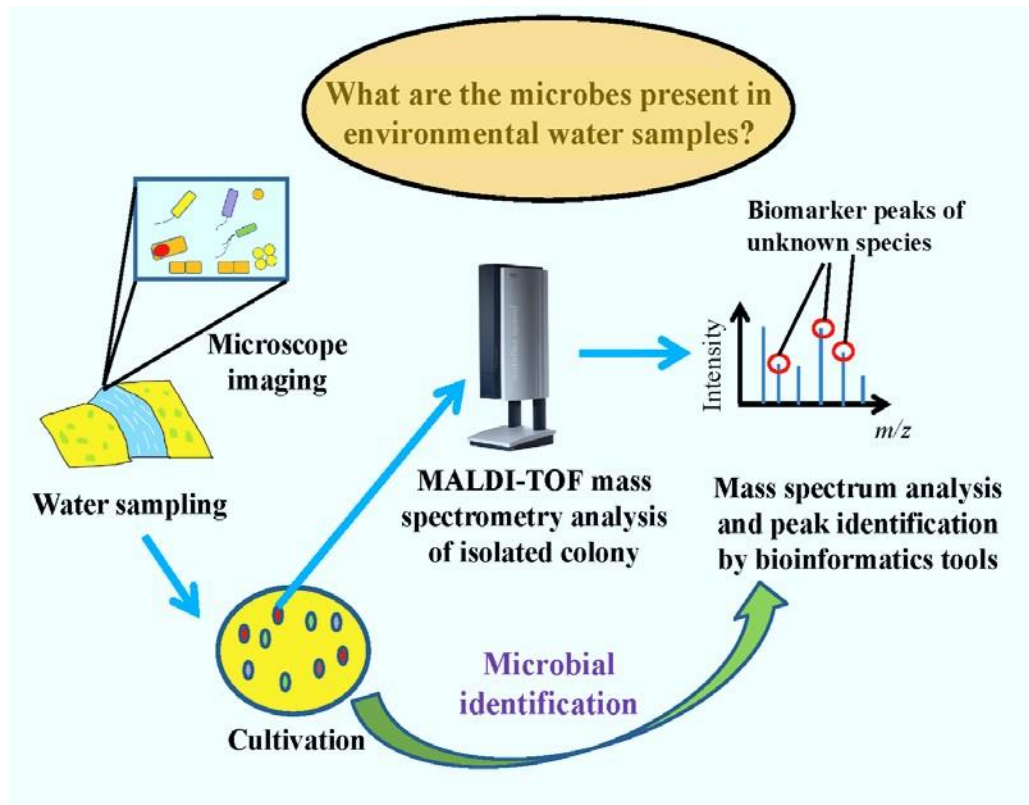 What are the microbes present in
environmental water samples?
Biomarker peaks of
unknown species
Microscope
imaging
Intensity
m/z
Water sampling
MALDI-TOF mass
spectrometry analysis
of isolated colony
Mass spectrum analysis
and peak identification
by bioinformatics tools
Microbial
identification
Cultivation